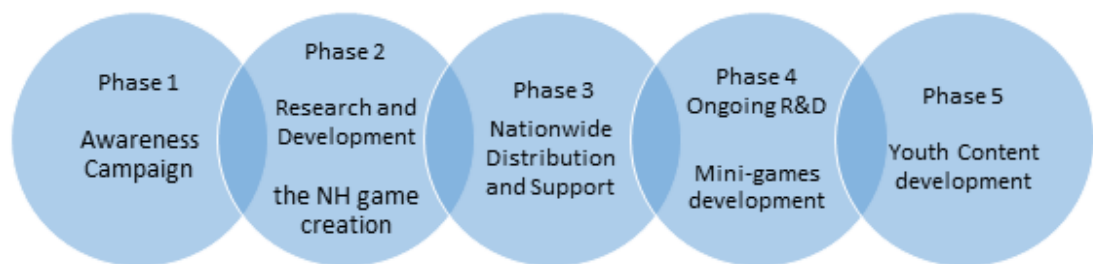 Phase 1
Awareness
Campaign
Phase 2
Research and
Development
the NH game
creation
Phase 3
Nationwide
Distribution
and Support
Phase 4
Ongoing R&D
Mini-games
development
Phase 5
Youth Content
development